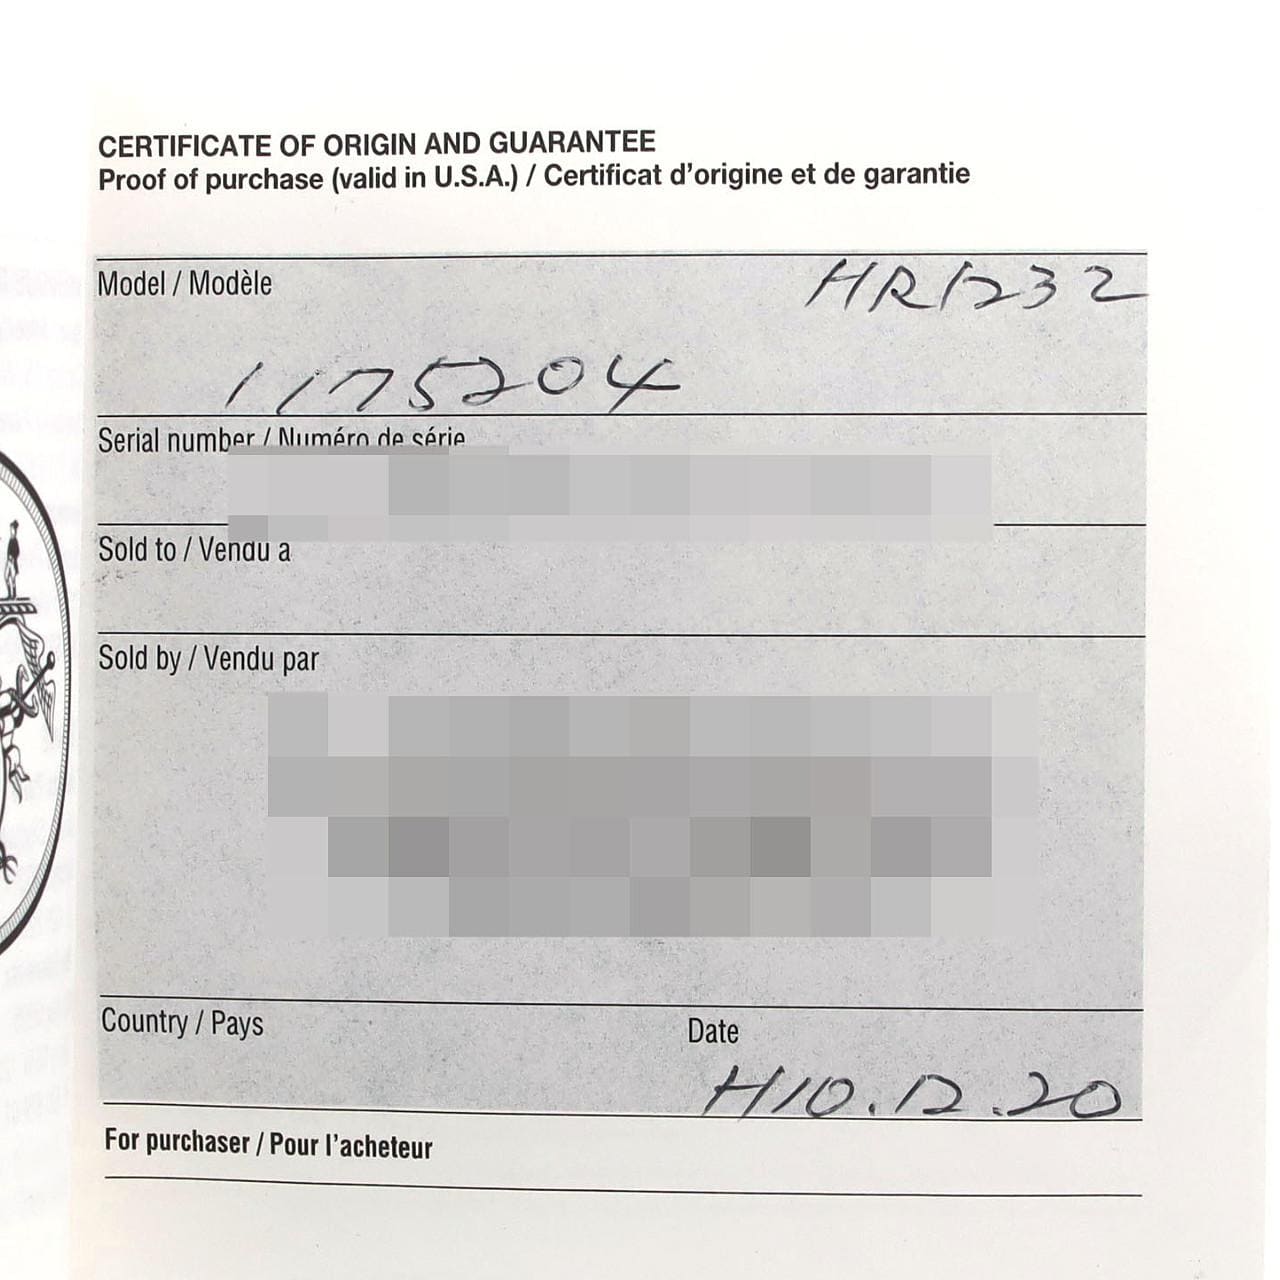 CERTIFICATE OF ORIGIN AND GUARANTEE
Proof of purchase (valid in U.S.A.) / Certificat d'origine et de garantie
Model / Modèle
HR1232
1175204
Serial number / Numéro de série
Sold to / Vendu a
Sold by / Vendu par
Country / Pays
Date
H10.12.20
For purchaser / Pour l'acheteur